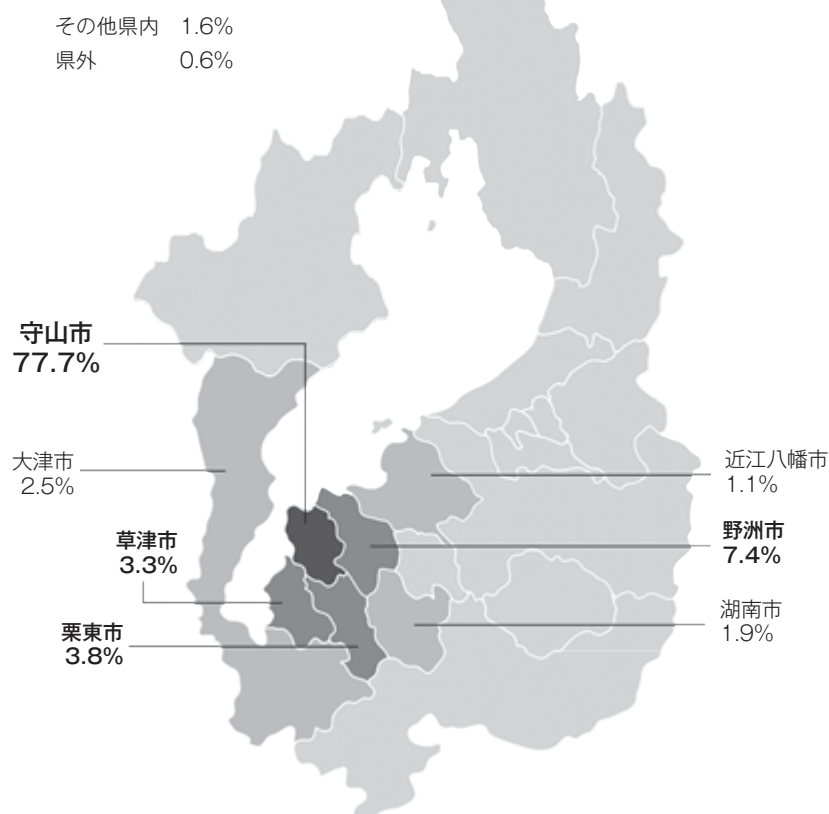 その他県内 1.6%
県外 0.6%
守山市
77.7%
大津市
2.5%
近江八幡市
1.1%
草津市
3.3%
野洲市
7.4%
栗東市
3.8%
湖南市
1.9%